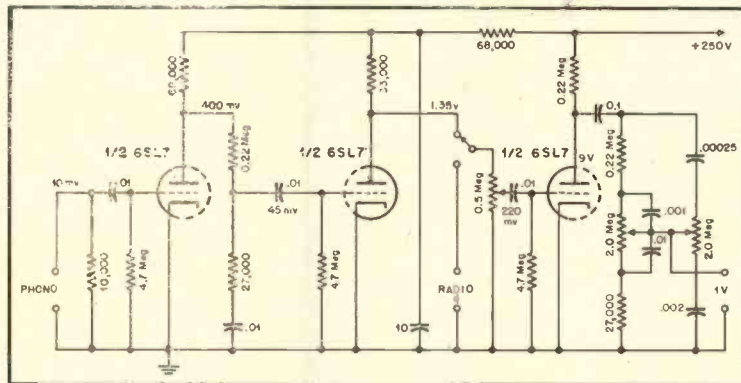 68,000
+250V
68,000
33,000
0.22 Meg
0.1
400 mv
1.35v
.00025
1/2 6SL7
1/2 6SL7
1/2 6SL7
9V
0.22 Meg
0.22 Meg
10 mv
.01
.01
45 mv
0.5 Meg
.01
220
mv
.001
.01
2.0 Meg
2.0 Meg
PHONO
10,000
4.7 Meg
27,000
4.7 Meg
RADIO
4.7 Meg
1V
.01
10
27,000
.002